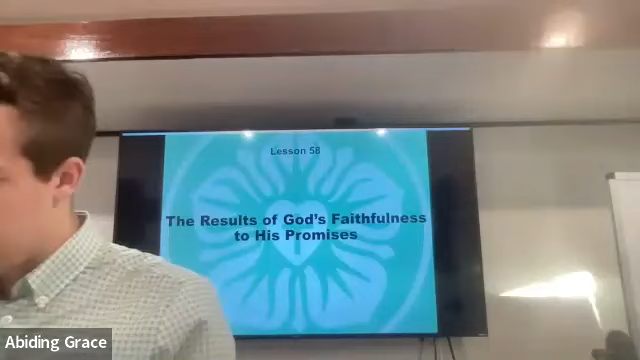 Lesson 58
The Results of God's Faithfulness
to His Promises
Abiding Grace